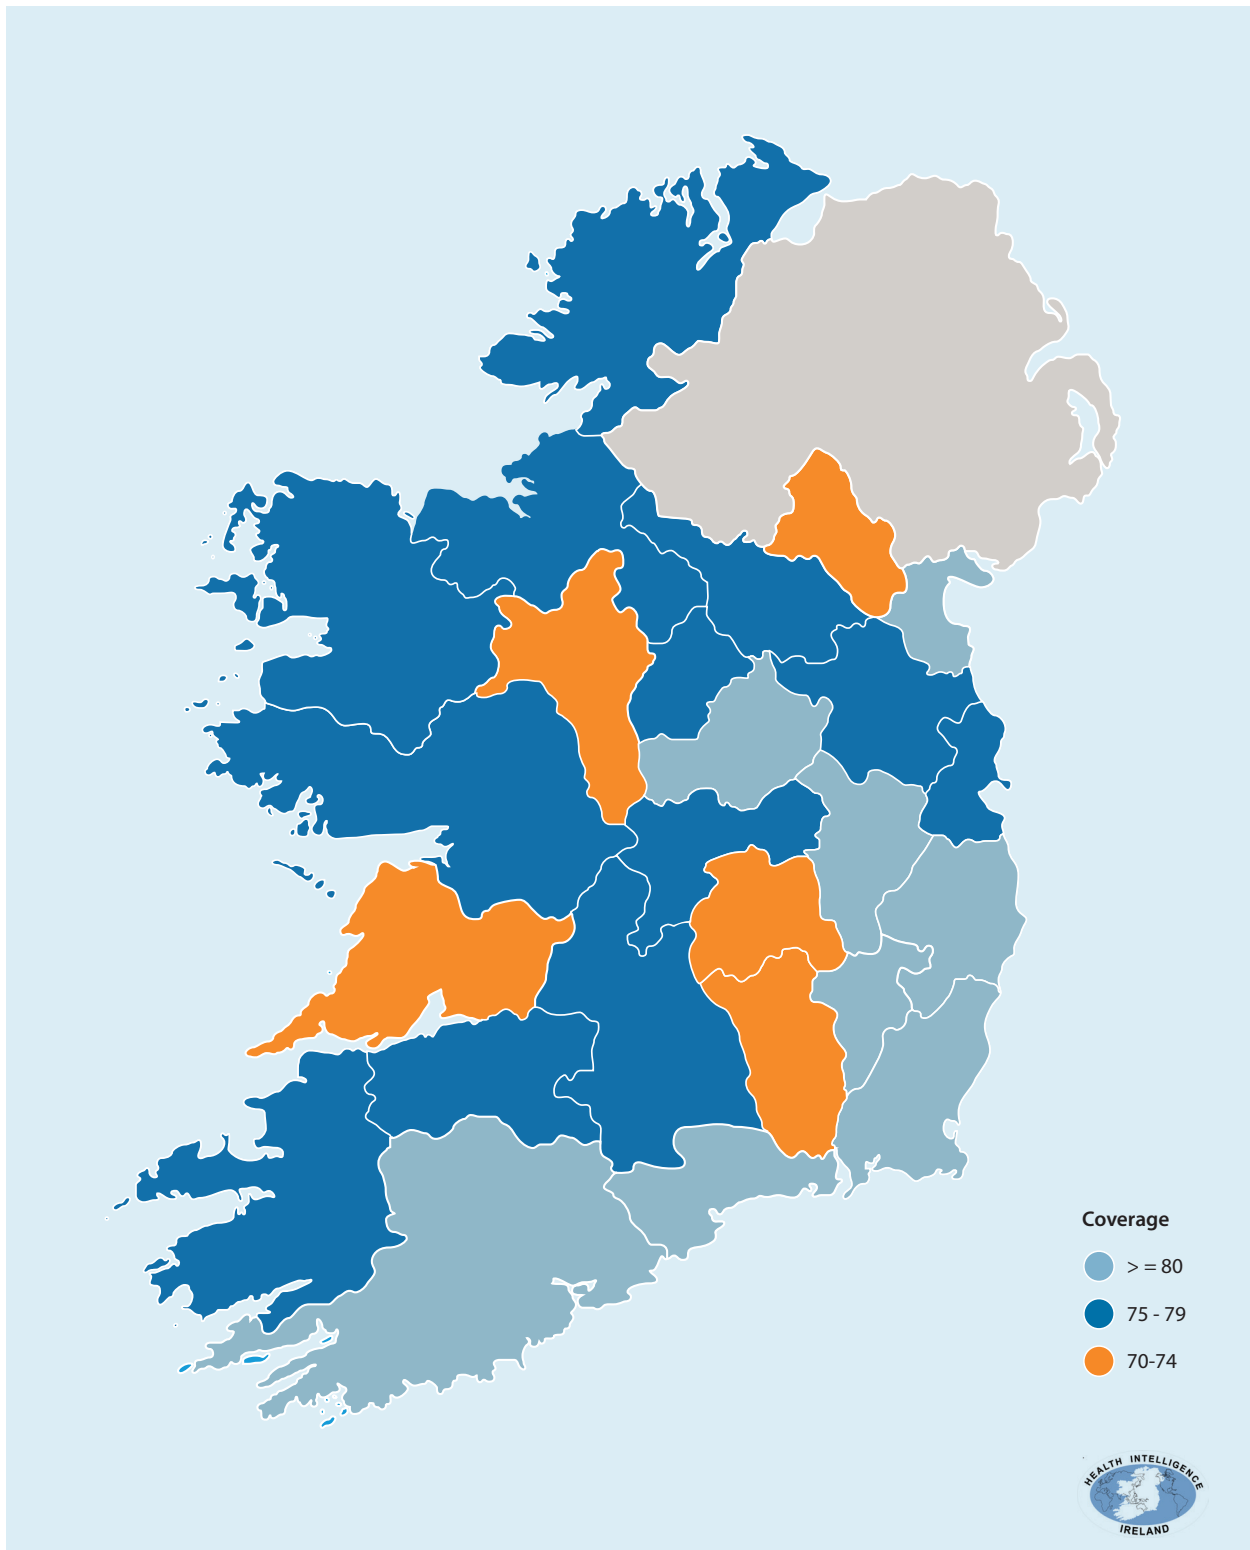 Coverage
> = 80
75 - 79
70-74
HEALTH INTELLIGENCE
IRELAND